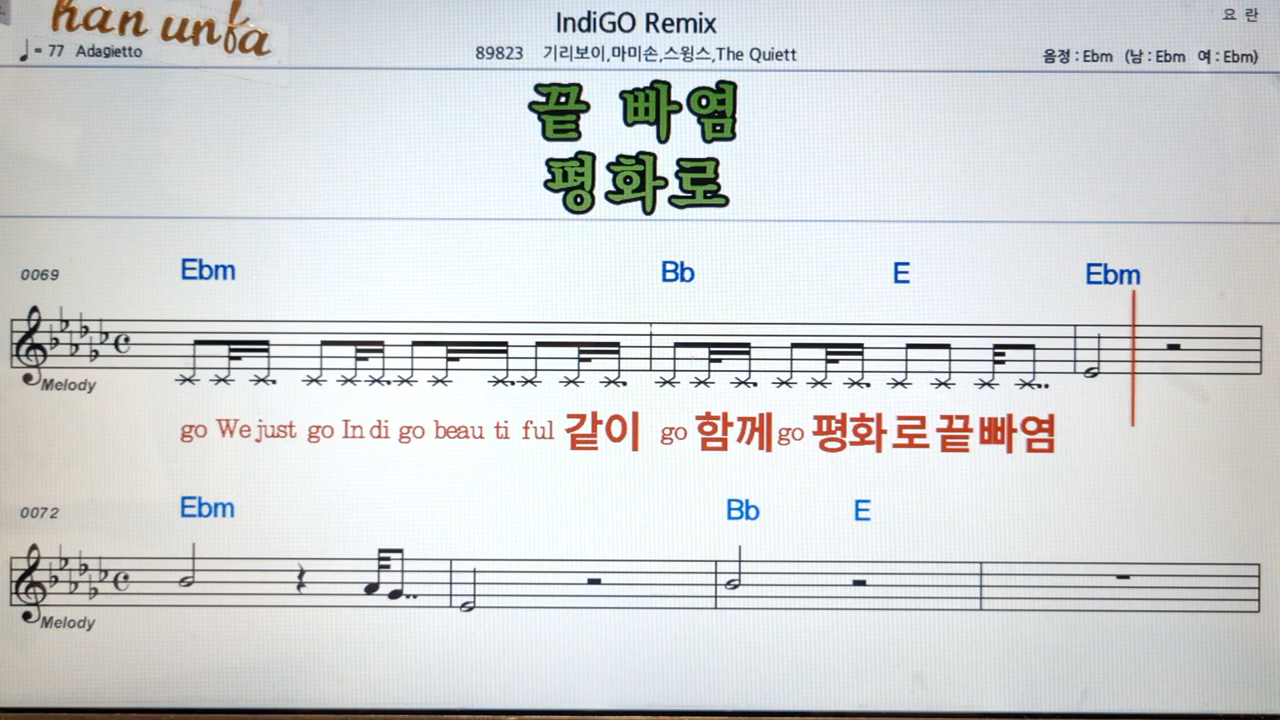 han unfa
IndiGO Remix
요 란
♩ = 77 Adagietto
89823 기리보이,마미손,스윙스,The Quiett
음정 : Ebm (남 : Ebm 여 : Ebm)
끝 빠염
평화로
0069 Ebm Bb E Ebm
Melody
go We just go In di go beau ti ful 같이 go 함께 go 평화 로 끝 빠염
0072 Ebm Bb E
Melody